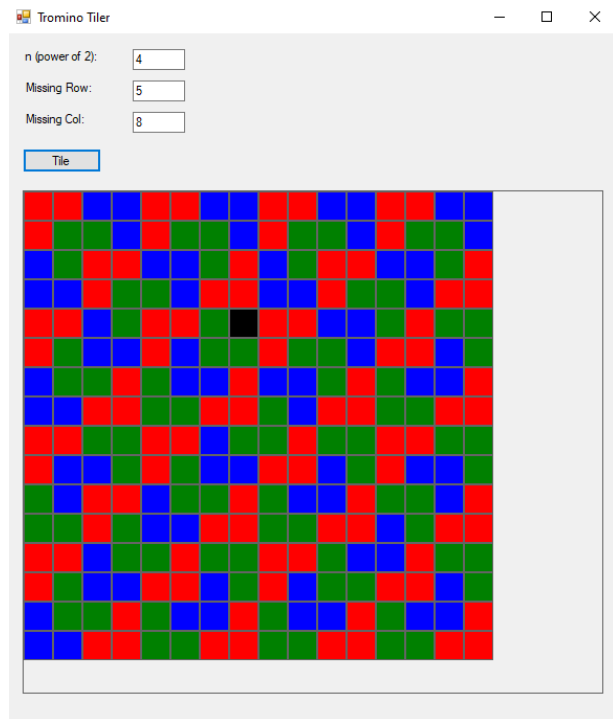 Tromino Tiler
n (power of 2): 4
Missing Row: 5
Missing Col: 8
Tile